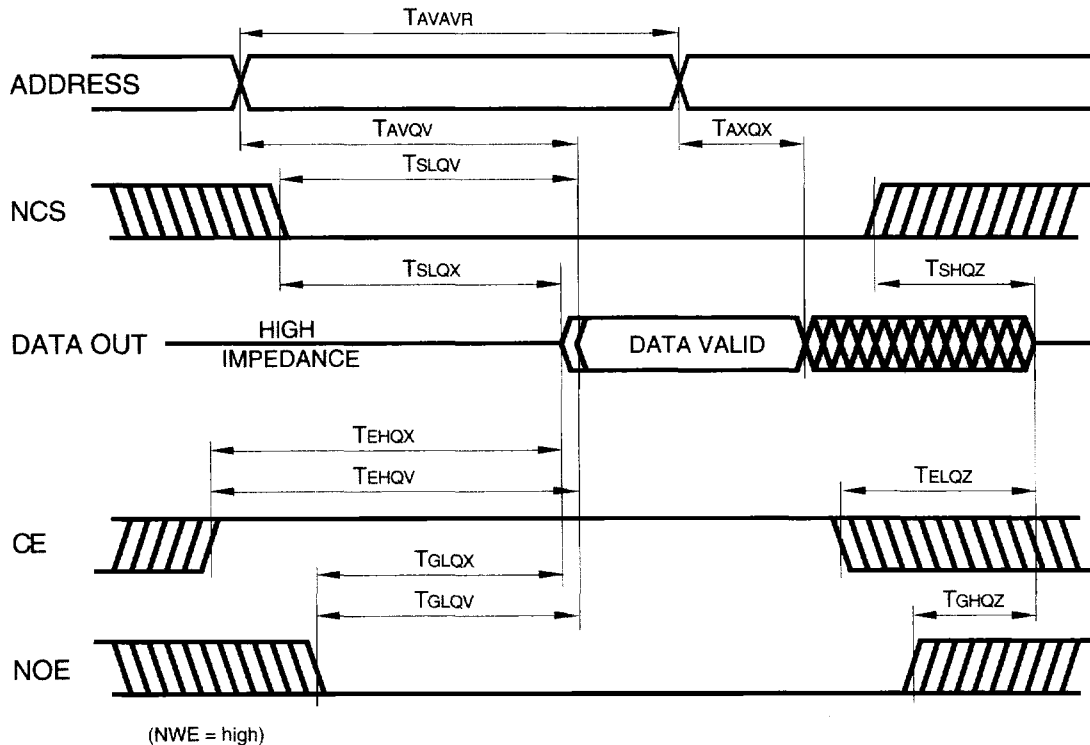 TAVAVR
ADDRESS
TAVQV
TAXQX
TSLQV
NCS
TSLQX
TSHQZ
DATA OUT
HIGH
IMPEDANCE
DATA VALID
TEHQX
TEHQV
TELQZ
CE
TGLQX
TGLQV
TGHQZ
NOE
(NWE = high)